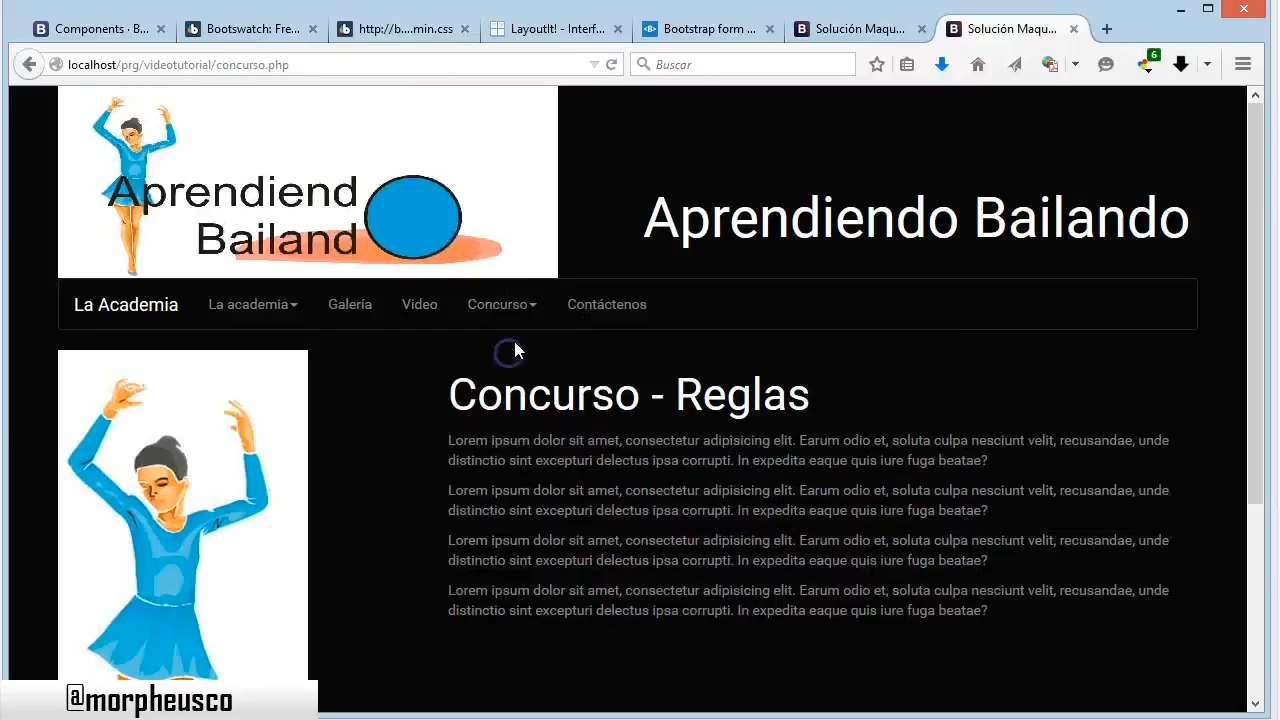 Components · B...
Bootswatch: Fre...
http://b....min.css
LayoutIt! - Interf...
Bootstrap form ...
Solución Maqu...
Solución Maqu...
localhost/prg/videotutorial/concurso.php
Buscar
6
Aprendiend
Bailand
Aprendiendo Bailando
La Academia
La academia
Galería
Video
Concurso
Contáctenos
Concurso - Reglas
Lorem ipsum dolor sit amet, consectetur adipisicing elit. Earum odio et, soluta culpa nesciunt velit, recusandae, unde
distinctio sint excepturi delectus ipsa corrupti. In expedita eaque quis iure fuga beatae?
Lorem ipsum dolor sit amet, consectetur adipisicing elit. Earum odio et, soluta culpa nesciunt velit, recusandae, unde
distinctio sint excepturi delectus ipsa corrupti. In expedita eaque quis iure fuga beatae?
Lorem ipsum dolor sit amet, consectetur adipisicing elit. Earum odio et, soluta culpa nesciunt velit, recusandae, unde
distinctio sint excepturi delectus ipsa corrupti. In expedita eaque quis iure fuga beatae?
Lorem ipsum dolor sit amet, consectetur adipisicing elit. Earum odio et, soluta culpa nesciunt velit, recusandae, unde
distinctio sint excepturi delectus ipsa corrupti. In expedita eaque quis iure fuga beatae?
@morpheusco